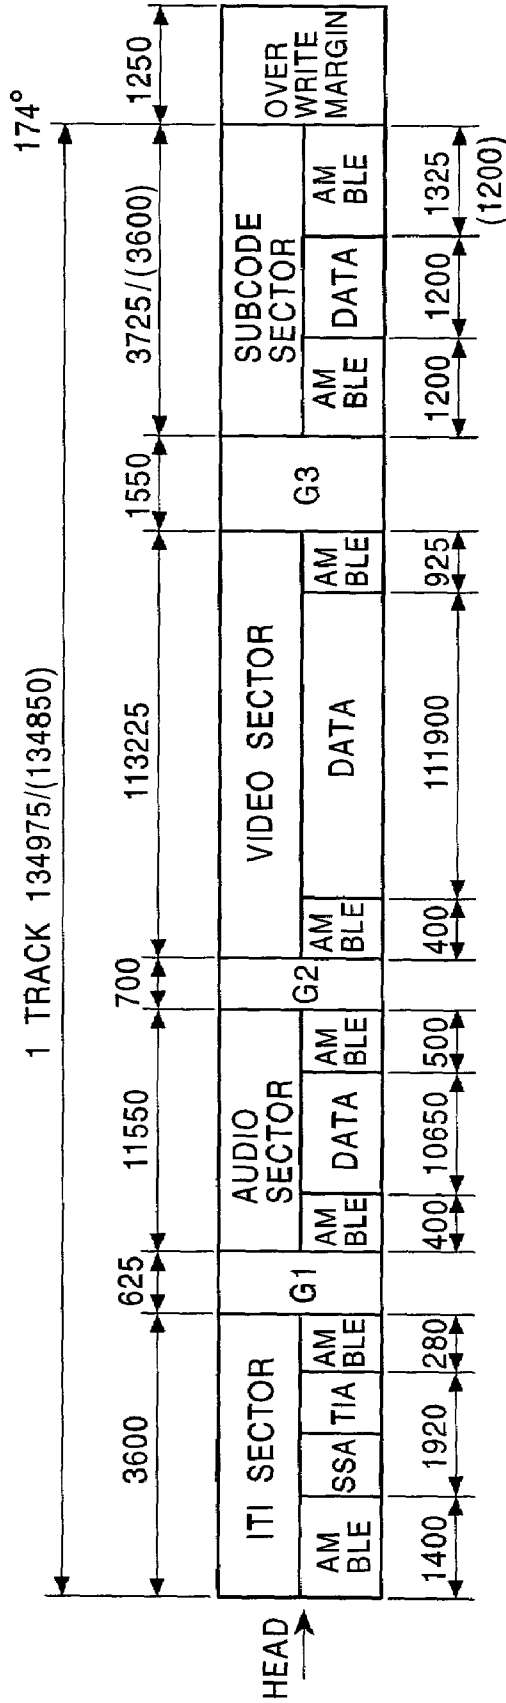 174°
1 TRACK 134975/(134850)
3600
625
11550
700
113225
1550
3725/(3600)
1250
HEAD
ITI SECTOR
G1
AUDIO
SECTOR
G2
VIDEO SECTOR
G3
SUBCODE
SECTOR
OVER
WRITE
MARGIN
AM
BLE
SSA
TIA
AM
BLE
AM
BLE
DATA
AM
BLE
AM
BLE
DATA
AM
BLE
AM
BLE
DATA
AM
BLE
1400
1920
280
400
10650
500
400
111900
925
1200
1200
1325
(1200)